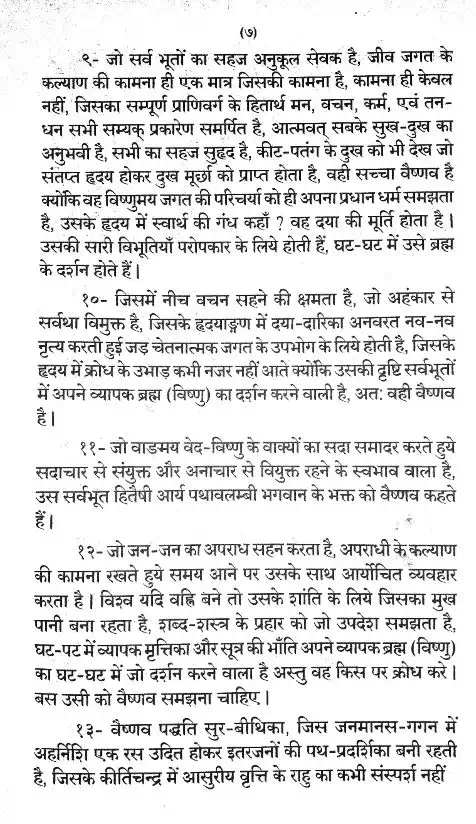 (७)
९- जो सर्व भूतों का सहज अनुकूल सेवक है, जीव जगत के
कल्याण की कामना ही एक मात्र जिसकी कामना है, कामना ही केवल
नहीं, जिसका सम्पूर्ण प्राणिवर्ग के हितार्थ मन, वचन, कर्म, एवं तन-
धन सभी सम्यक् प्रकारेण समर्पित है, आत्मवत् सबके सुख-दुख का
अनुभवी है, सभी का सहज सुहृद है, कीट-पतंग के दुख को भी देख जो
संतप्त हृदय होकर दुख मूर्छा को प्राप्त होता है, वही सच्चा वैष्णव है
क्योंकि वह विष्णुमय जगत की परिचर्या को ही अपना प्रधान धर्म समझता
है, उसके हृदय में स्वार्थ की गंध कहाँ ? वह दया की मूर्ति होता है।
उसकी सारी विभूतियाँ परोपकार के लिये होती हैं, घट-घट में उसे ब्रह्म
के दर्शन होते हैं।
१०- जिसमें नीच वचन सहने की क्षमता है, जो अहंकार से
सर्वथा विमुक्त है, जिसके हृदयाङ्गण में दया-दारिका अनवरत नव-नव
नृत्य करती हुई जड़ चेतनात्मक जगत के उपभोग के लिये होती है, जिसके
हृदय में क्रोध के उभाड़ कभी नजर नहीं आते क्योंकि उसकी दृष्टि सर्वभूतों
में अपने व्यापक ब्रह्म (विष्णु) का दर्शन करने वाली है, अतः वही वैष्णव
है।
११- जो वाडमय वेद-विष्णु के वाक्यों का सदा समादर करते हुये
सदाचार से संयुक्त और अनाचार से वियुक्त रहने के स्वभाव वाला है,
उस सर्वभूत हितैषी आर्य पथावलम्बी भगवान के भक्त को वैष्णव कहते
हैं।
१२- जो जन-जन का अपराध सहन करता है, अपराधी के कल्याण
की कामना रखते हुये समय आने पर उसके साथ आर्योचित व्यवहार
करता है। विश्व यदि वह्नि बने तो उसके शांति के लिये जिसका मुख
पानी बना रहता है, शब्द-शस्त्र के प्रहार को जो उपदेश समझता है,
घट-पट में व्यापक मृत्तिका और सूत्र की भाँति अपने व्यापक ब्रह्म (विष्णु)
का घट-घट में जो दर्शन करने वाला है अस्तु वह किस पर क्रोध करे।
बस उसी को वैष्णव समझना चाहिए।
१३- वैष्णव पद्धति सुर-बीथिका, जिस जनमानस-गगन में
अहर्निशि एक रस उदित होकर इतरजनों की पथ-प्रदर्शिका बनी रहती
है, जिसके कीर्तिचन्द्र में आसुरीय वृत्ति के राहु का कभी संस्पर्श नहीं